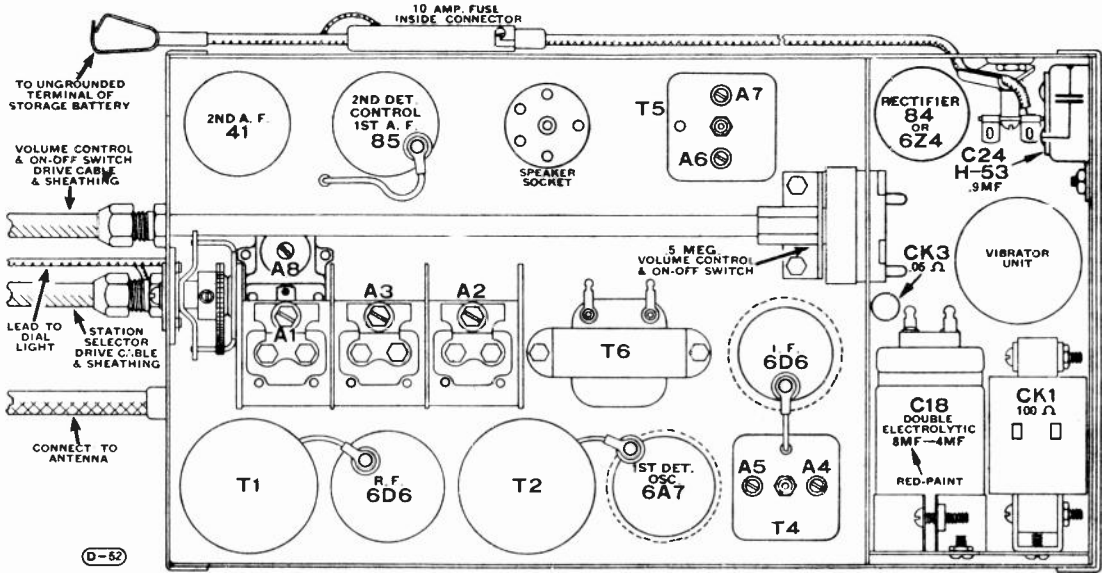 10 AMP. FUSE
INSIDE CONNECTOR
TO UNGROUNDED
TERMINAL OF
STORAGE BATTERY
2ND A. F.
41
2ND DET.
CONTROL
1ST A. F.
85
SPEAKER
SOCKET
T5
A7
A6
RECTIFIER
84
OR
6Z4
C24
H-53
.9MF
VOLUME CONTROL
& ON-OFF SWITCH
DRIVE CABLE
& SHEATHING
.5 MEG.
VOLUME CONTROL
& ON-OFF SWITCH
CK3
.05 Ω
VIBRATOR
UNIT
LEAD TO
DIAL
LIGHT
STATION
SELECTOR
DRIVE CABLE
& SHEATHING
A8
A1
A3
A2
T6
I. F.
6D6
C18
DOUBLE
ELECTROLYTIC
8MF—4MF
RED-PAINT
CK1
100 Ω
CONNECT TO
ANTENNA
T1
R. F.
6D6
T2
1ST DET.
OSC.
6A7
A5
A4
T4
D-52